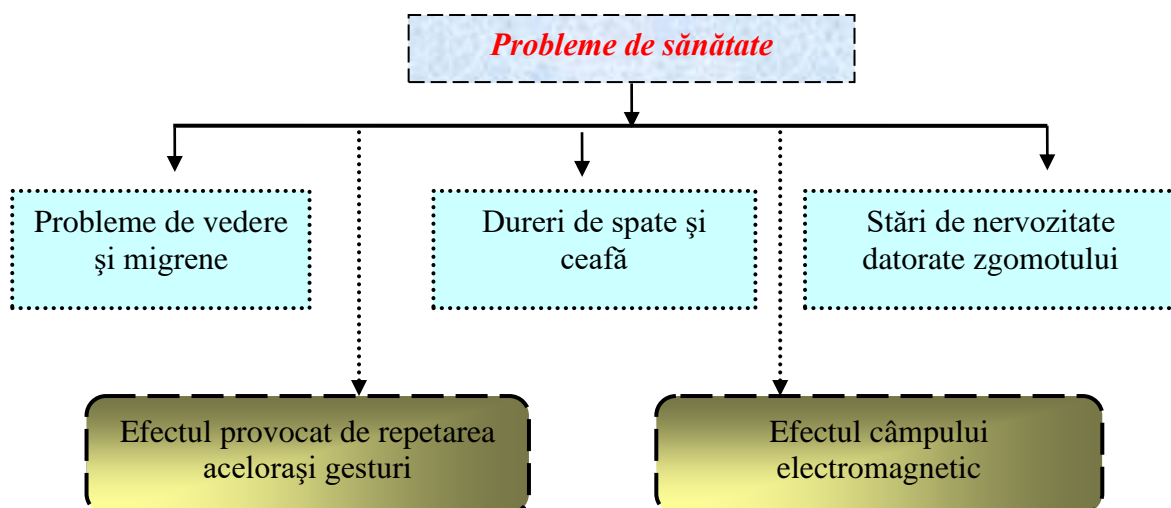 Probleme de sănătate
Probleme de vedere
şi migrene
Dureri de spate şi
ceafă
Stări de nervozitate
datorate zgomotului
Efectul provocat de repetarea
aceloraşi gesturi
Efectul câmpului
electromagnetic